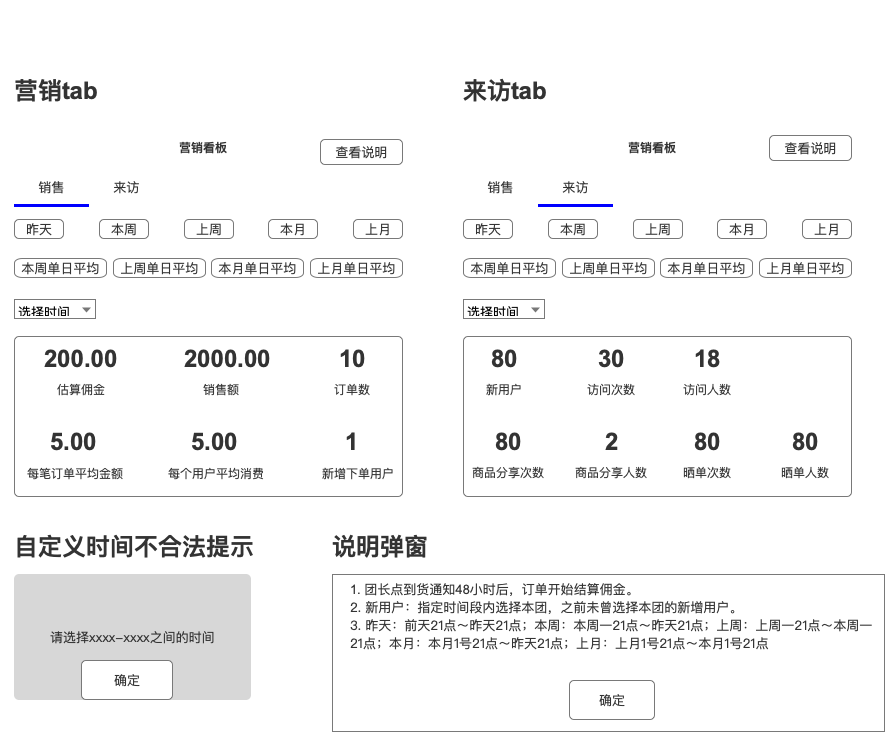 营销tab
营销看板
查看说明
销售 来访
昨天 本周 上周 本月 上月
本周单日平均 上周单日平均 本月单日平均 上月单日平均
选择时间
200.00 2000.00 10
估算佣金 销售额 订单数
5.00 5.00 1
每笔订单平均金额 每个用户平均消费 新增下单用户
来访tab
营销看板
查看说明
销售 来访
昨天 本周 上周 本月 上月
本周单日平均 上周单日平均 本月单日平均 上月单日平均
选择时间
80 30 18
新用户 访问次数 访问人数
80 2 80 80
商品分享次数 商品分享人数 晒单次数 晒单人数
自定义时间不合法提示
请选择xxxx-xxxx之间的时间
确定
说明弹窗
1. 团长点到货通知48小时后，订单开始结算佣金。
2. 新用户：指定时间段内选择本团，之前未曾选择本团的新增用户。
3. 昨天：前天21点～昨天21点；本周：本周一21点～昨天21点；上周：上周一21点～本周一
21点；本月：本月1号21点～昨天21点；上月：上月1号21点～本月1号21点
确定